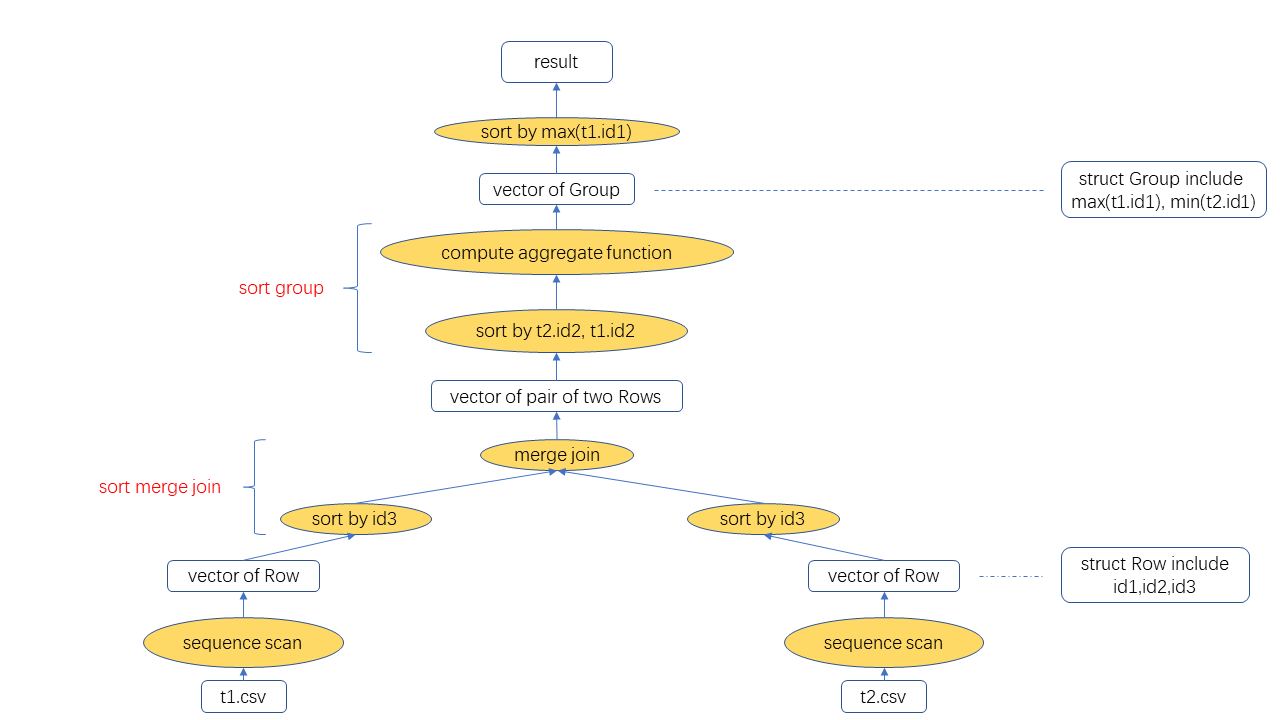 result
sort by max(t1.id1)
vector of Group
struct Group include
max(t1.id1), min(t2.id1)
compute aggregate function
sort group
sort by t2.id2, t1.id2
vector of pair of two Rows
merge join
sort merge join
sort by id3
sort by id3
vector of Row
vector of Row
struct Row include
id1,id2,id3
sequence scan
sequence scan
t1.csv
t2.csv